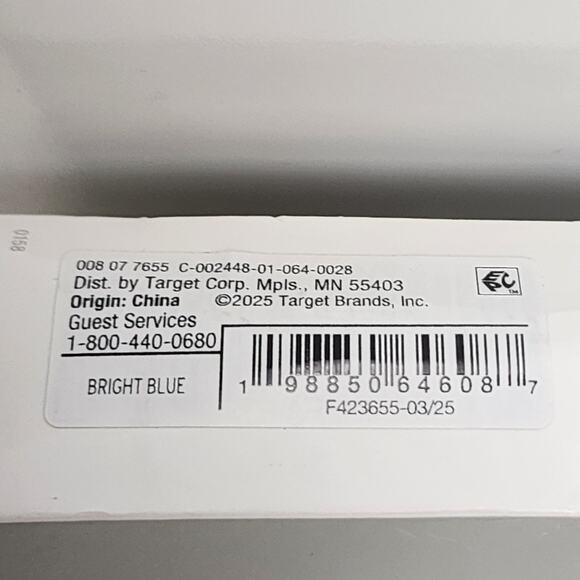 0158
008 07 7655 C-002448-01-064-0028
Dist. by Target Corp. Mpls., MN 55403
Origin: China ©2025 Target Brands, Inc.
Guest Services
1-800-440-0680
BRIGHT BLUE
1 98850 64608 7
F423655-03/25